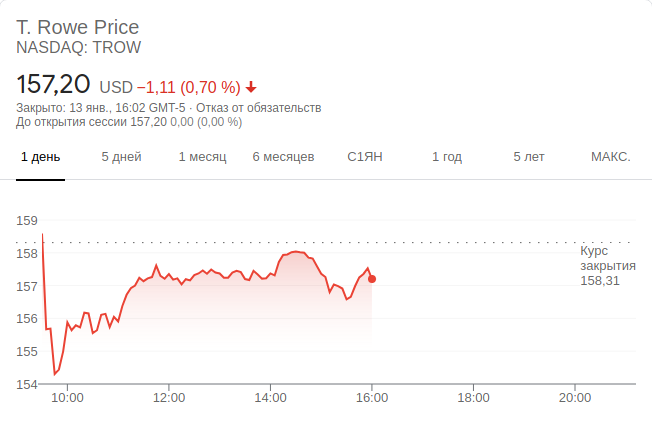 T. Rowe Price
NASDAQ: TROW
157,20 USD −1,11 (0,70 %)
Закрыто: 13 янв., 16:02 GMT-5 · Отказ от обязательств
До открытия сессии 157,20 0,00 (0,00 %)
1 день 5 дней 1 месяц 6 месяцев С1ЯН 1 год 5 лет МАКС.
159
158
157
156
155
154
Курс
закрытия
158,31
10:00 12:00 14:00 16:00 18:00 20:00